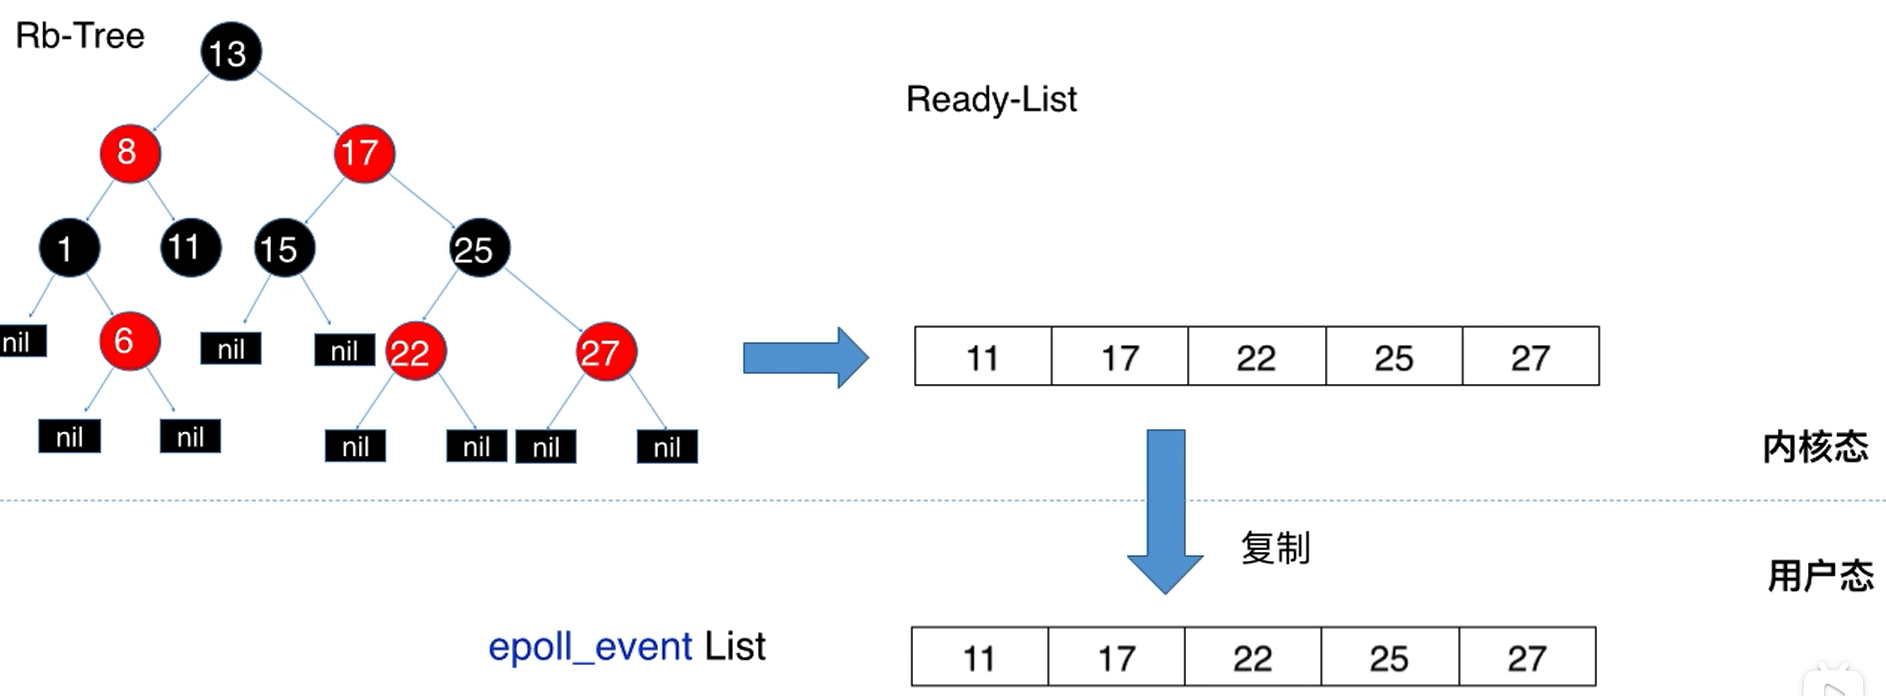 Rb-Tree
13
Ready-List
8 17
1 11 15 25
nil 6 nil nil 22 27
11 17 22 25 27
nil nil nil nil nil nil
内核态
复制
用户态
epoll_event List
11 17 22 25 27